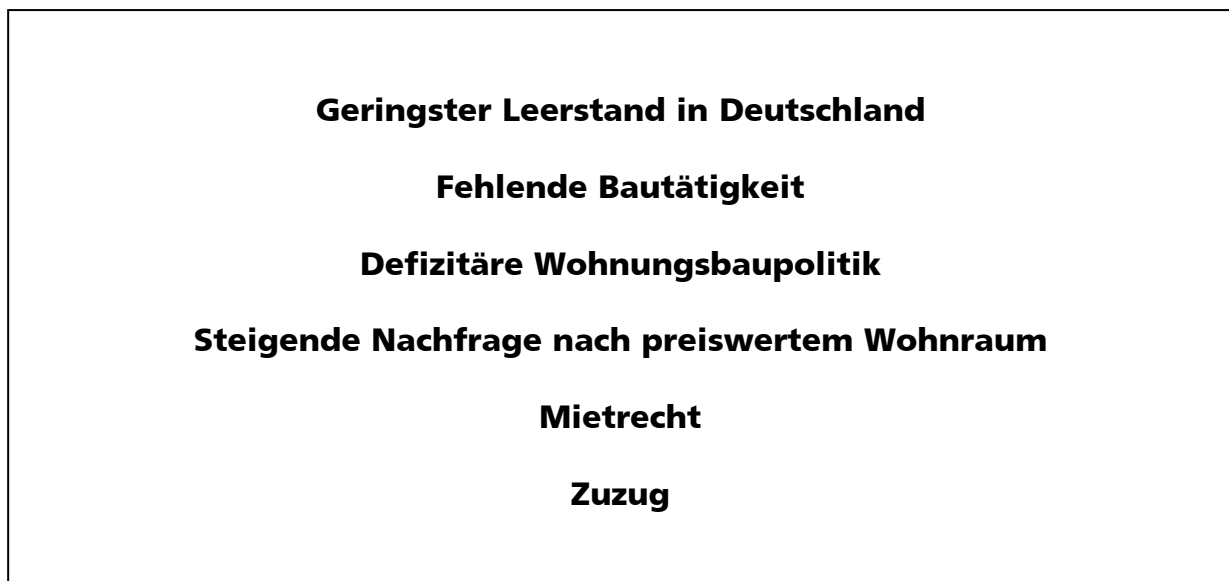 Geringster Leerstand in Deutschland
Fehlende Bautätigkeit
Defizitäre Wohnungsbaupolitik
Steigende Nachfrage nach preiswertem Wohnraum
Mietrecht
Zuzug